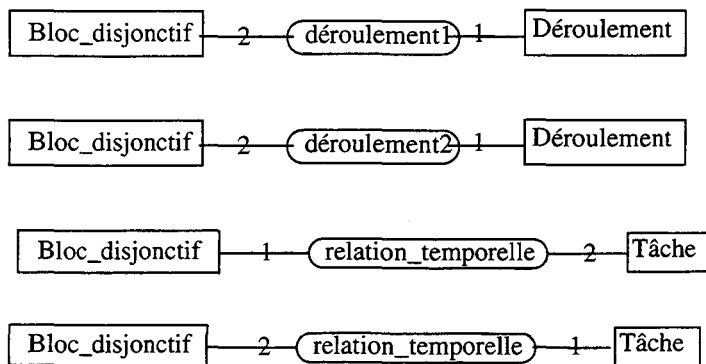 Bloc_disjonctif 2 déroulement1 1 Déroulement
Bloc_disjonctif 2 déroulement2 1 Déroulement
Bloc_disjonctif 1 relation_temporelle 2 Tâche
Bloc_disjonctif 2 relation_temporelle 1 Tâche